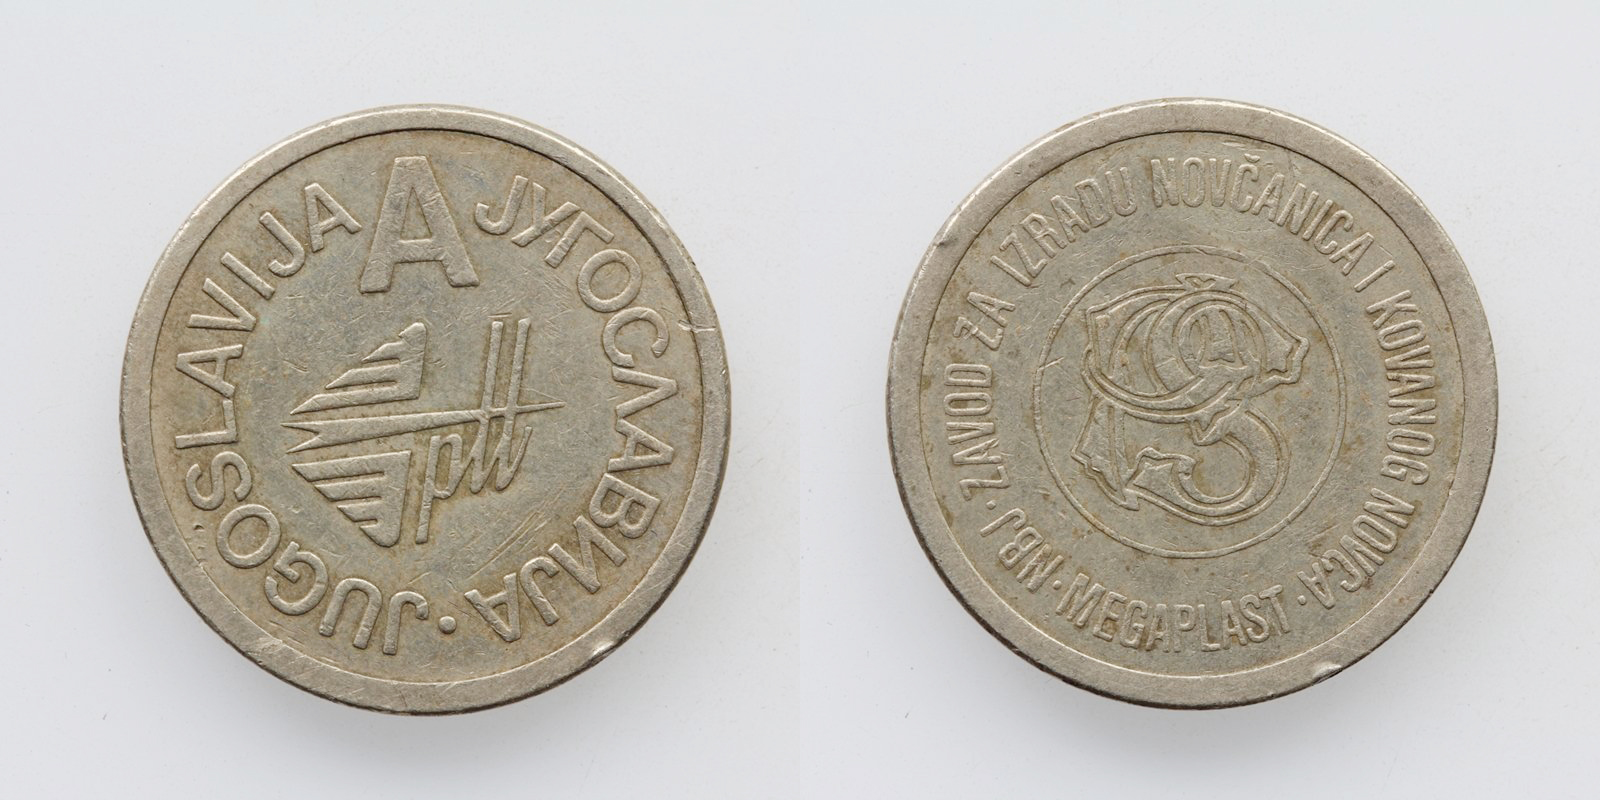 A
JUGOSLAVIJA
ЈУГОСЛАВИЈА
ptt
ZAVOD ZA IZRADU NOVČANICA I KOVANOG NOVCA · MEGAPLAST · NBJ ·